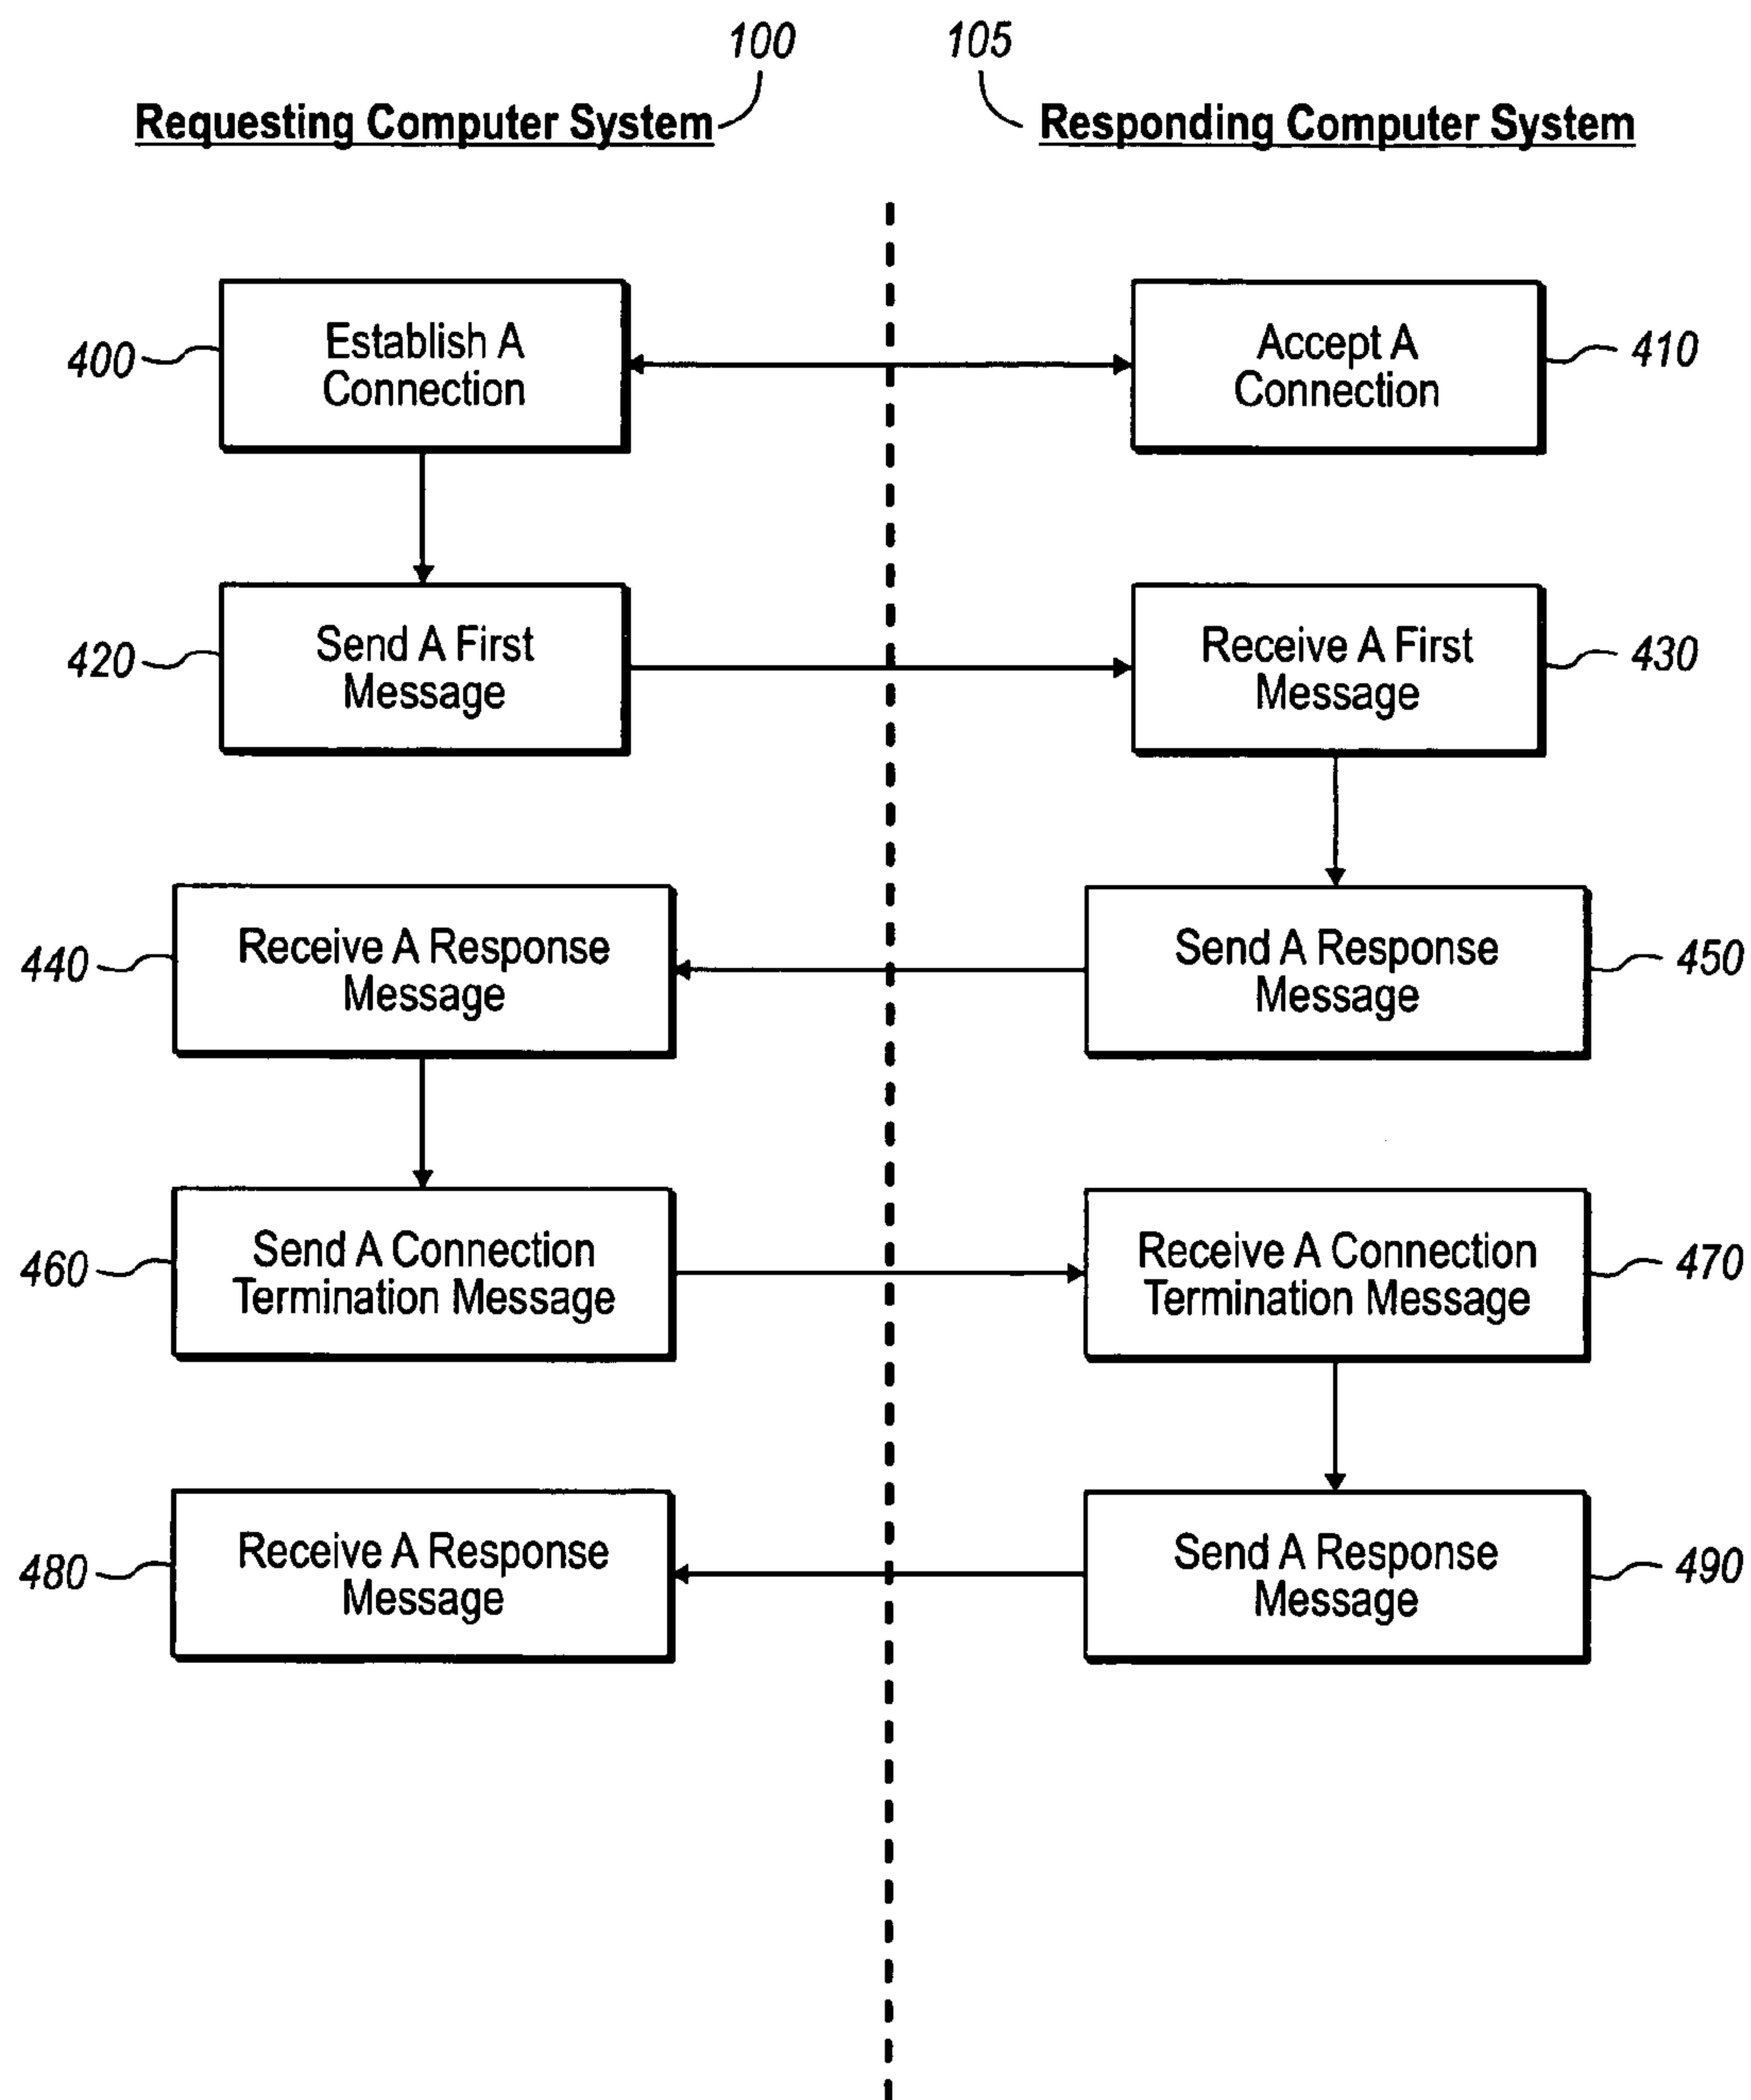 100
105
Requesting Computer System
Responding Computer System
400
Establish A
Connection
Accept A
Connection
410
420
Send A First
Message
Receive A First
Message
430
440
Receive A Response
Message
Send A Response
Message
450
460
Send A Connection
Termination Message
Receive A Connection
Termination Message
470
480
Receive A Response
Message
Send A Response
Message
490